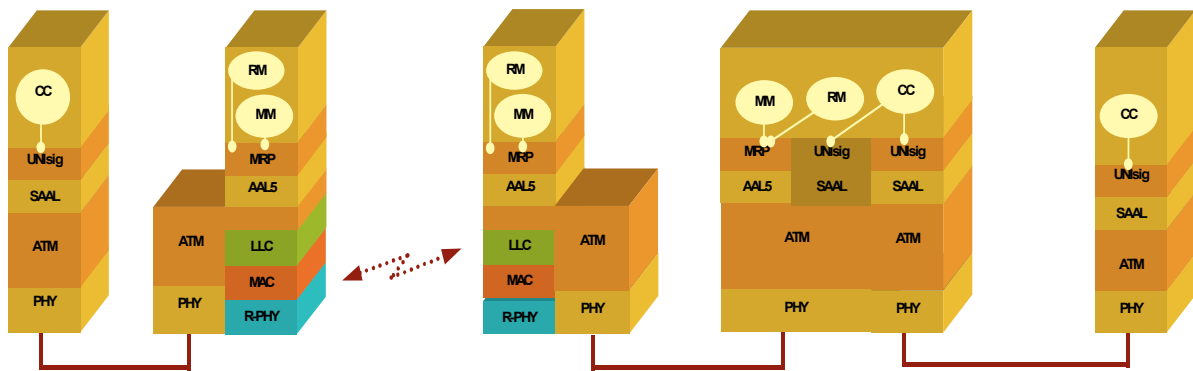 CC
UNIsig
SAAL
ATM
PHY
RM
MM
MRP
AAL5
ATM
LLC
MAC
PHY
R-PHY
RM
MM
MRP
AAL5
LLC
ATM
MAC
R-PHY
PHY
MM
RM
CC
MRP
UNIsig
UNIsig
AAL5
SAAL
SAAL
ATM
ATM
PHY
PHY
CC
UNIsig
SAAL
ATM
PHY